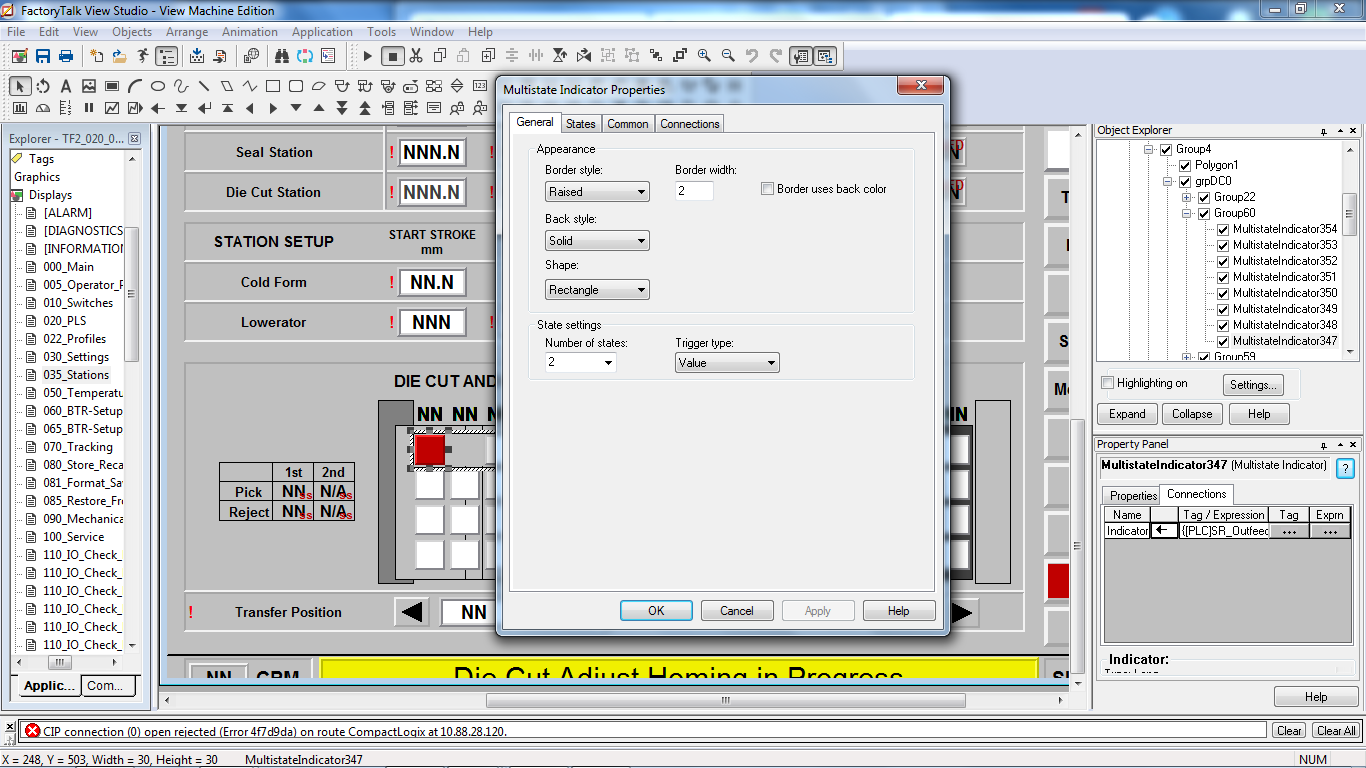 FactoryTalk View Studio - View Machine Edition
File Edit View Objects Arrange Animation Application Tools Window Help
Explorer - TF2_020_0...
Tags
Graphics
Displays
[ALARM]
[DIAGNOSTICS
[INFORMATION
000_Main
005_Operator_P
010_Switches
020_PLS
022_Profiles
030_Settings
035_Stations
050_Temperatu
060_BTR-Setup
065_BTR-Setup
070_Tracking
080_Store_Reca
081_Format_Sa
085_Restore_Fr
090_Mechanica
100_Service
110_IO_Check_
110_IO_Check_
110_IO_Check_
110_IO_Check_
110_IO_Check_
110_IO_Check_
Applic... Com...
Seal Station ! NNN.N !
Die Cut Station ! NNN.N !
STATION SETUP START STROKE
mm
Cold Form ! NN.N
Lowerator ! NNN !
DIE CUT AND
NN NN N
1st 2nd
Pick NN ss N/A ss
Reject NN ss N/A ss
! Transfer Position NN
NN CRM Die Cut Adjust Homing in Progress
Multistate Indicator Properties
General States Common Connections
Appearance
Border style: Border width:
Raised 2 Border uses back color
Back style:
Solid
Shape:
Rectangle
State settings
Number of states: Trigger type:
2 Value
OK Cancel Apply Help
Object Explorer
Group4
Polygon1
grpDC0
Group22
Group60
MultistateIndicator354
MultistateIndicator353
MultistateIndicator352
MultistateIndicator351
MultistateIndicator350
MultistateIndicator349
MultistateIndicator348
MultistateIndicator347
Group59
Highlighting on Settings...
Expand Collapse Help
Property Panel
MultistateIndicator347 (Multistate Indicator) ?
Properties Connections
Name Tag / Expression Tag Exprn
Indicator {[PLC]SR_Outfeed ... ...
Indicator:
Help
CIP connection (0) open rejected (Error 4f7d9da) on route CompactLogix at 10.88.28.120.
Clear Clear All
X = 248, Y = 503, Width = 30, Height = 30 MultistateIndicator347 NUM